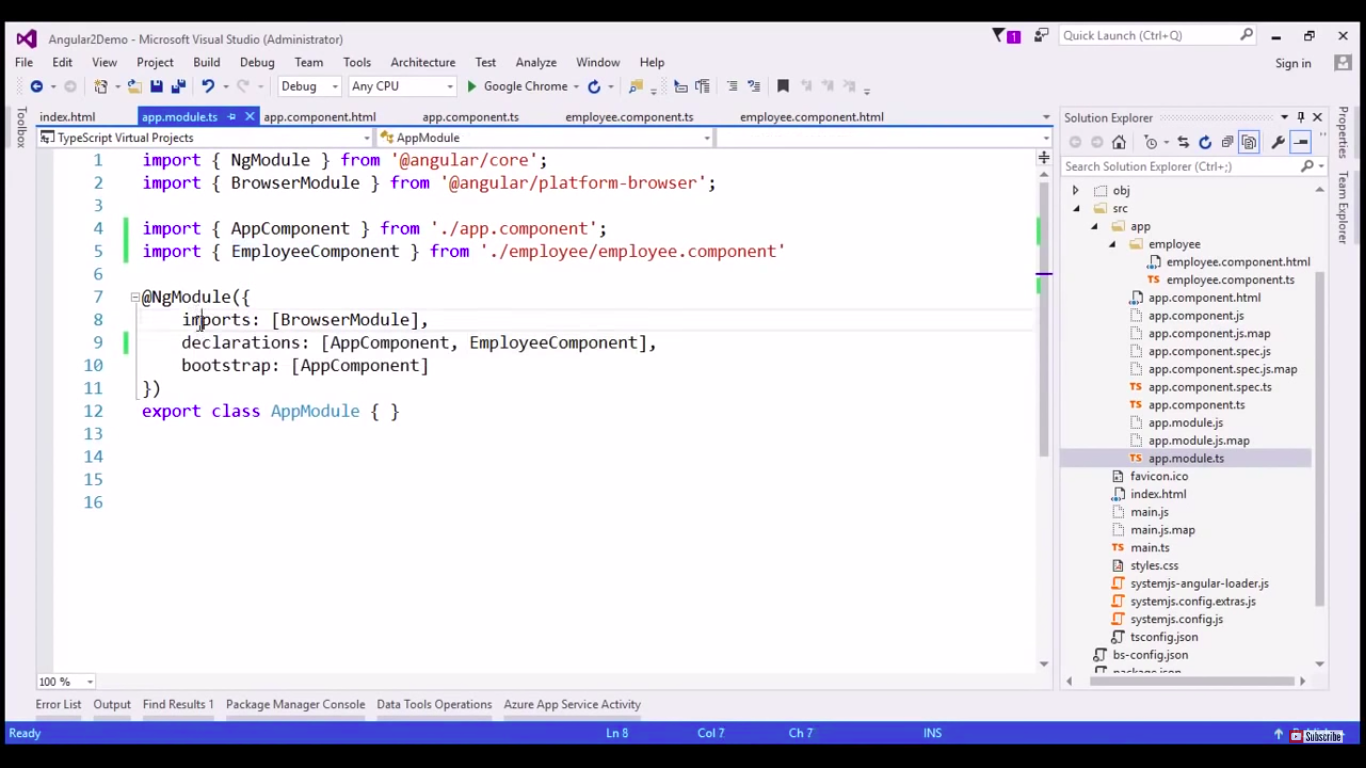 Angular2Demo - Microsoft Visual Studio (Administrator)
1
Quick Launch (Ctrl+Q)
File Edit View Project Build Debug Team Tools Architecture Test Analyze Window Help
Sign in
Debug Any CPU Google Chrome
Toolbox
index.html app.module.ts app.component.html app.component.ts employee.component.ts employee.component.html
TypeScript Virtual Projects AppModule
1 import { NgModule } from '@angular/core';
2 import { BrowserModule } from '@angular/platform-browser';
3
4 import { AppComponent } from './app.component';
5 import { EmployeeComponent } from './employee/employee.component'
6
7 @NgModule({
8 imports: [BrowserModule],
9 declarations: [AppComponent, EmployeeComponent],
10 bootstrap: [AppComponent]
11 })
12 export class AppModule { }
13
14
15
16
100 %
Solution Explorer
Search Solution Explorer (Ctrl+;)
obj
src
app
employee
employee.component.html
TS employee.component.ts
app.component.html
app.component.js
app.component.js.map
app.component.spec.js
app.component.spec.js.map
TS app.component.spec.ts
TS app.component.ts
app.module.js
app.module.js.map
TS app.module.ts
favicon.ico
index.html
main.js
main.js.map
TS main.ts
styles.css
systemjs-angular-loader.js
systemjs.config.extras.js
systemjs.config.js
tsconfig.json
bs-config.json
package.json
Properties
Team Explorer
Error List Output Find Results 1 Package Manager Console Data Tools Operations Azure App Service Activity
Ready Ln 8 Col 7 Ch 7 INS
Subscribe